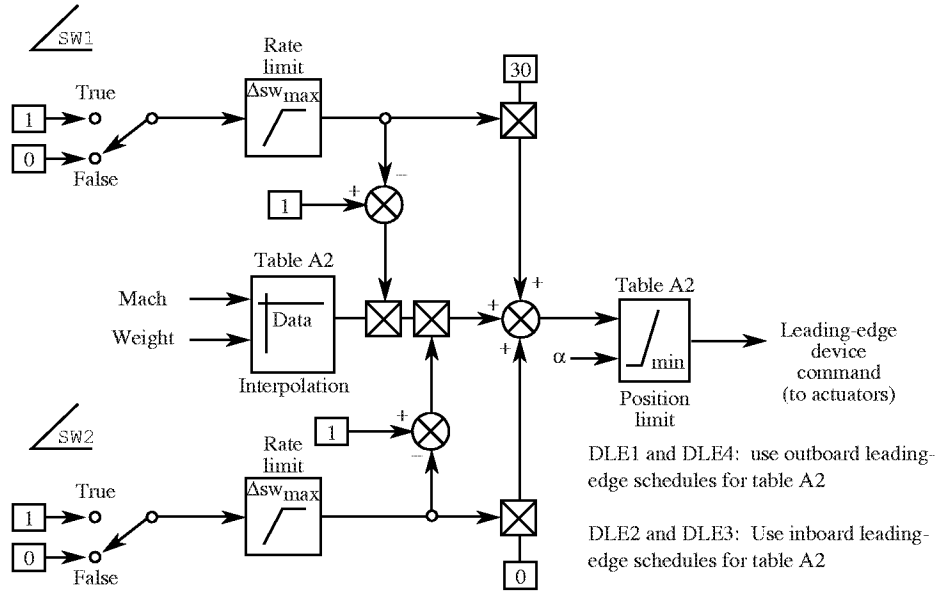 SW1
Rate
limit
30
True
Δsw max
1
0
False
+
−
1
Table A2
Table A2
+
Mach
Data
+
Weight
+
α
min
Leading-edge
device
command
(to actuators)
Interpolation
Position
limit
+
1
−
SW2
Rate
limit
DLE1 and DLE4: use outboard leading-
edge schedules for table A2
True
Δsw max
1
0
False
0
DLE2 and DLE3: Use inboard leading-
edge schedules for table A2